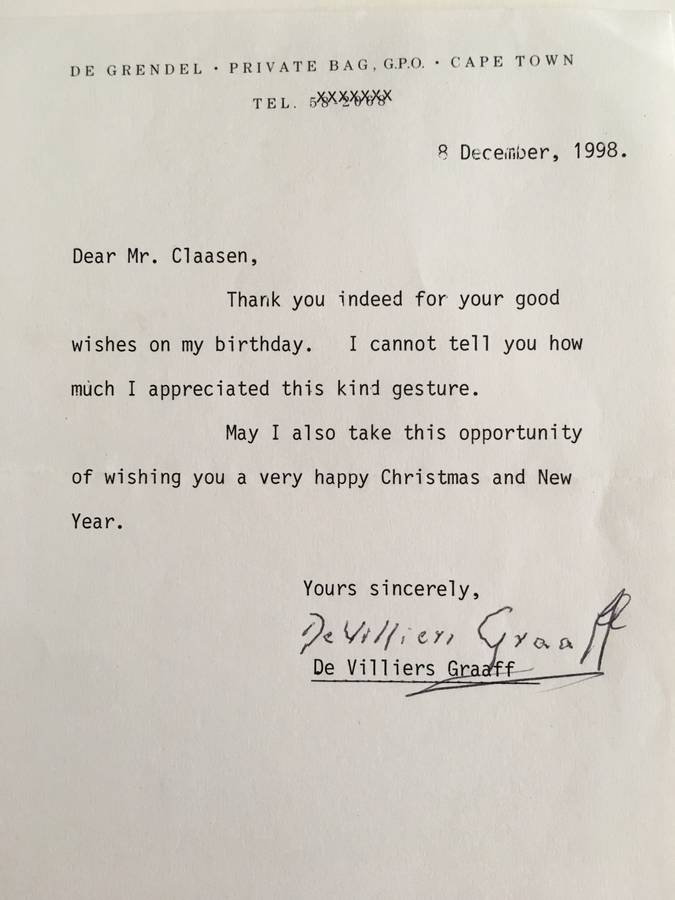 DE GRENDEL · PRIVATE BAG, G.P.O. · CAPE TOWN
TEL.
8 December, 1998.
Dear Mr. Claasen,
Thank you indeed for your good
wishes on my birthday. I cannot tell you how
much I appreciated this kind gesture.
May I also take this opportunity
of wishing you a very happy Christmas and New
Year.
Yours sincerely,
De Villiers Graaff
De Villiers Graaff